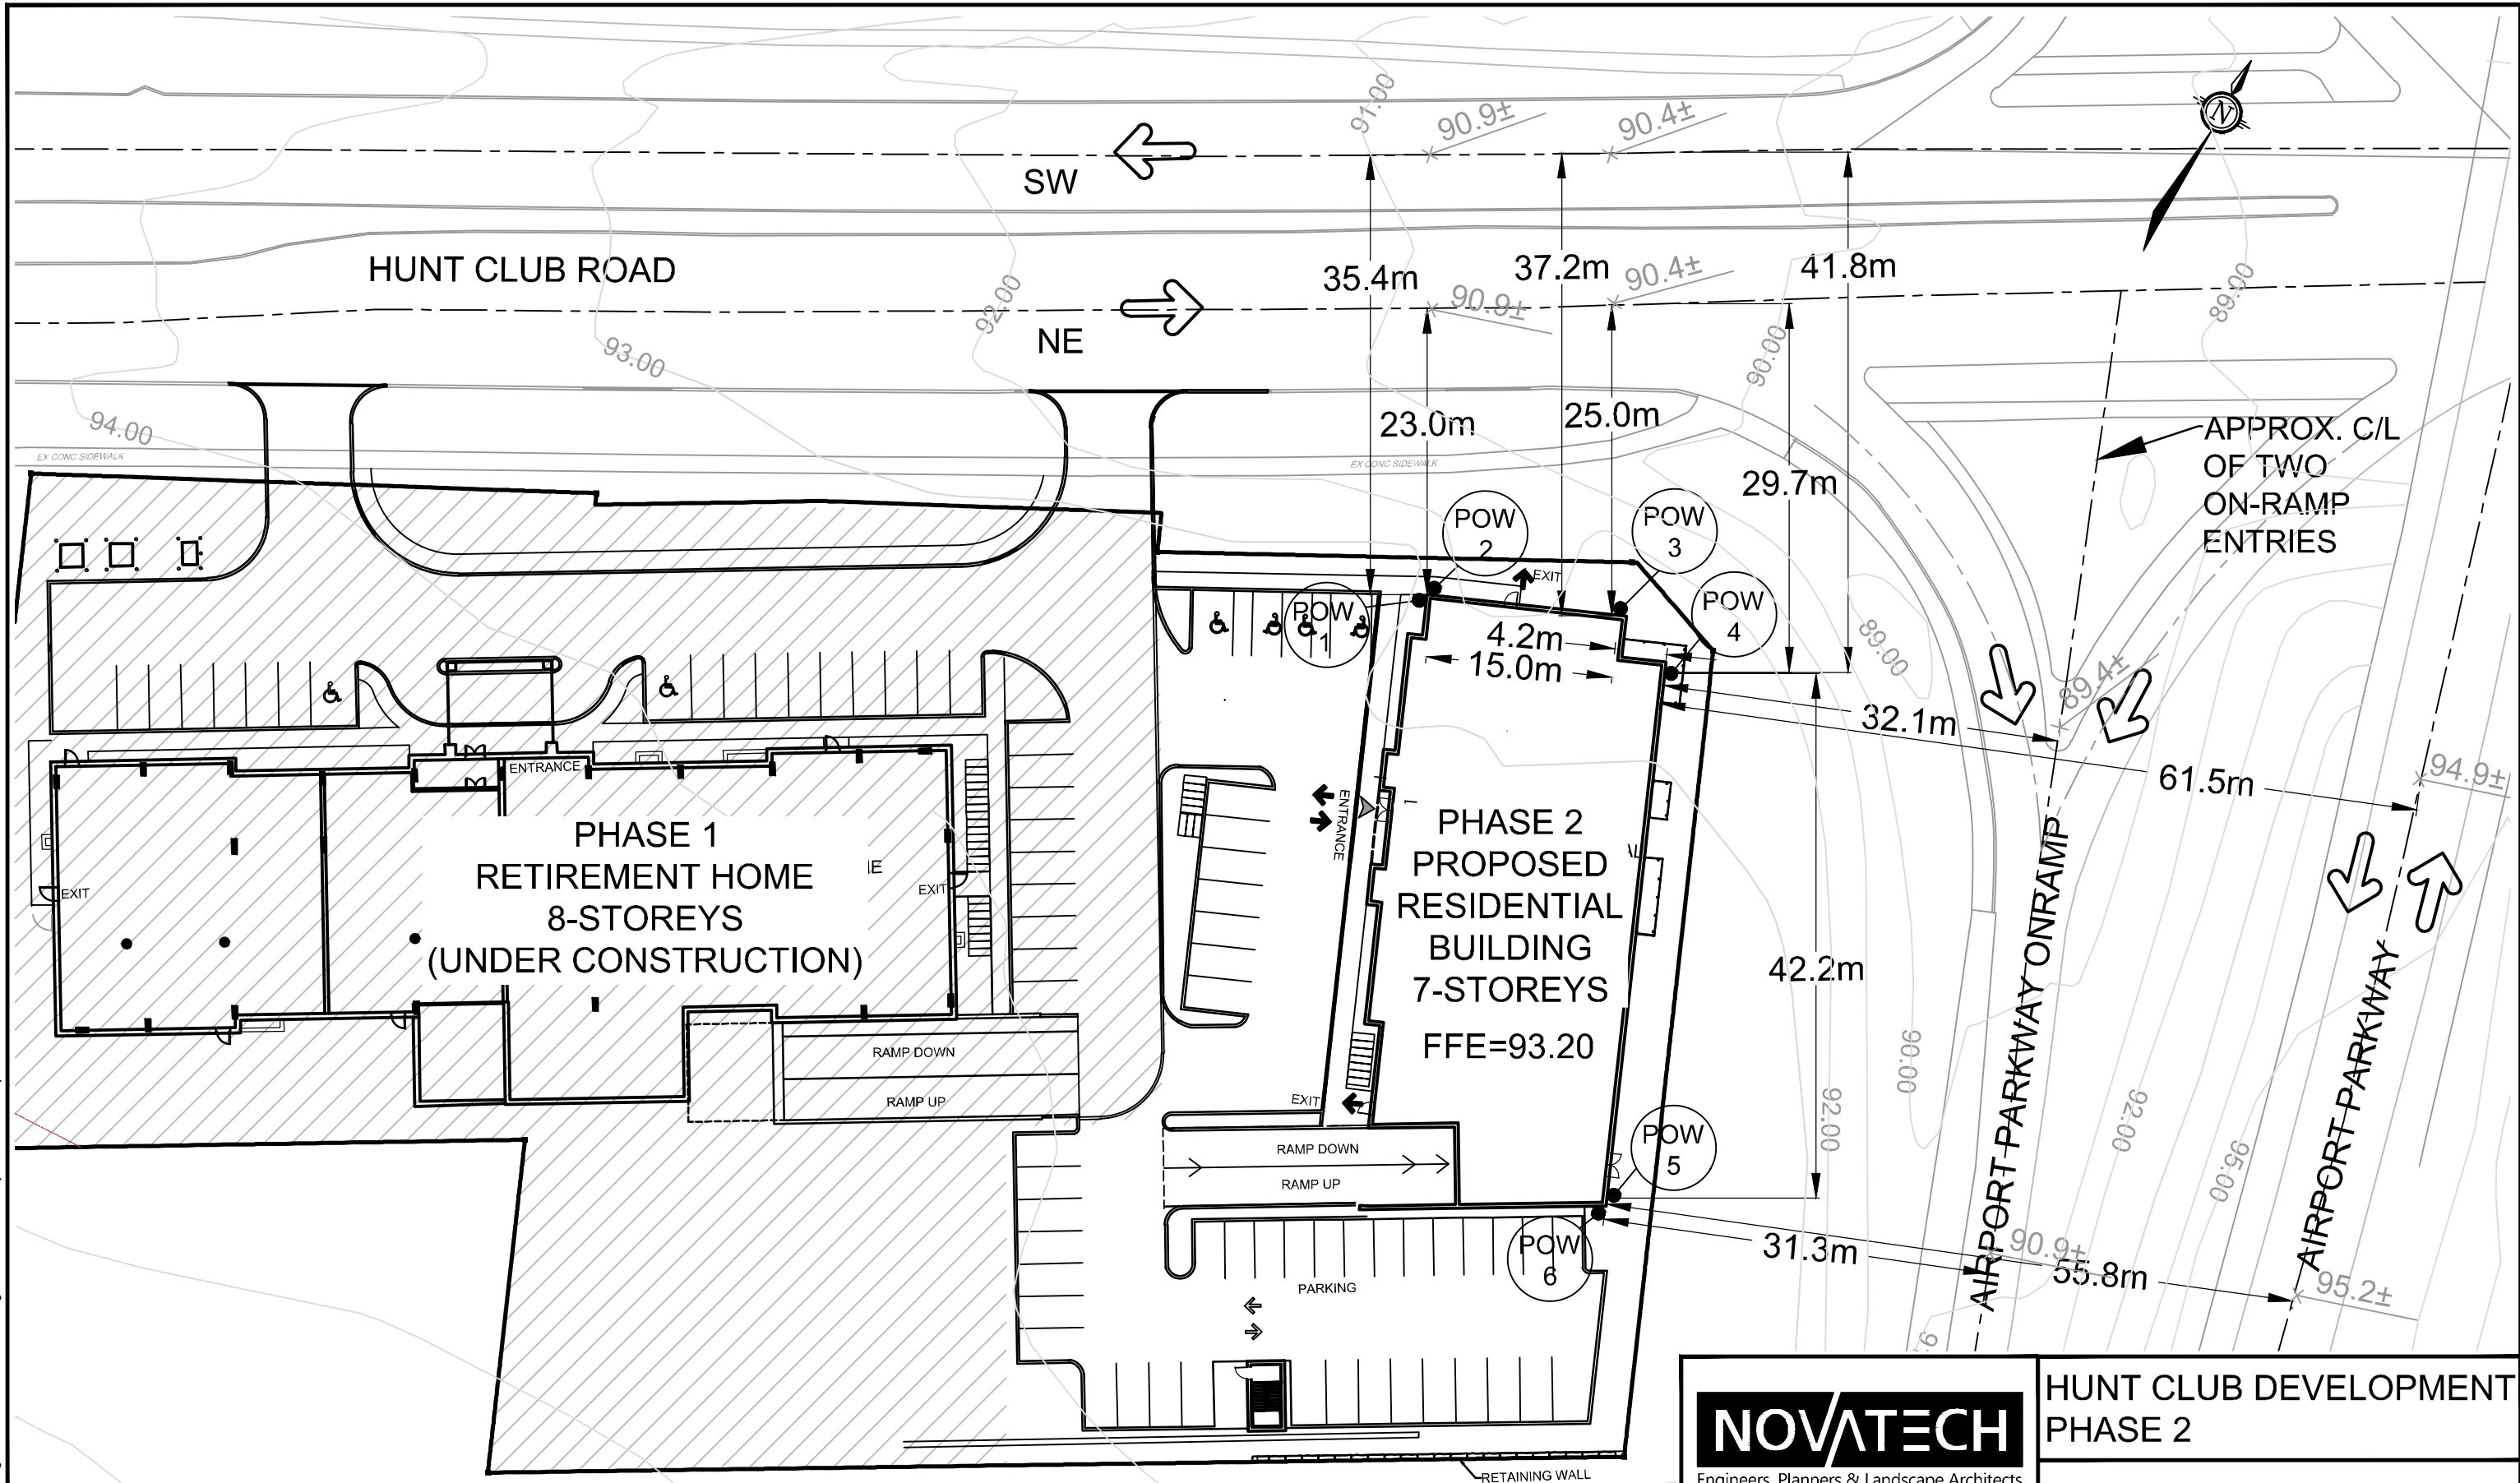 91.00
90.9±
90.4±
N
SW
HUNT CLUB ROAD
35.4m
37.2m
90.4±
41.8m
89.00
92.00
90.9±
NE
93.00
90.00
94.00
23.0m
25.0m
APPROX. C/L
OF TWO
ON-RAMP
ENTRIES
EX CONC SIDEWALK
EX CONC SIDEWALK
29.7m
POW
2
POW
3
EXIT
POW
1
POW
4
4.2m
15.0m
89.00
89.4±
32.1m
61.5m
94.9±
ENTRANCE
ENTRANCE
PHASE 1
RETIREMENT HOME
8-STOREYS
(UNDER CONSTRUCTION)
EXIT
EXIT
PHASE 2
PROPOSED
RESIDENTIAL
BUILDING
7-STOREYS
FFE=93.20
42.2m
AIRPORT PARKWAY ONRAMP
AIRPORT PARKWAY
RAMP DOWN
RAMP UP
90.00
92.00
92.00
95.00
EXIT
POW
5
RAMP DOWN
RAMP UP
POW
6
31.3m
90.9±
55.8m
95.2±
PARKING
RETAINING WALL
NOVATECH
Engineers, Planners & Landscape Architects
HUNT CLUB DEVELOPMENT
PHASE 2